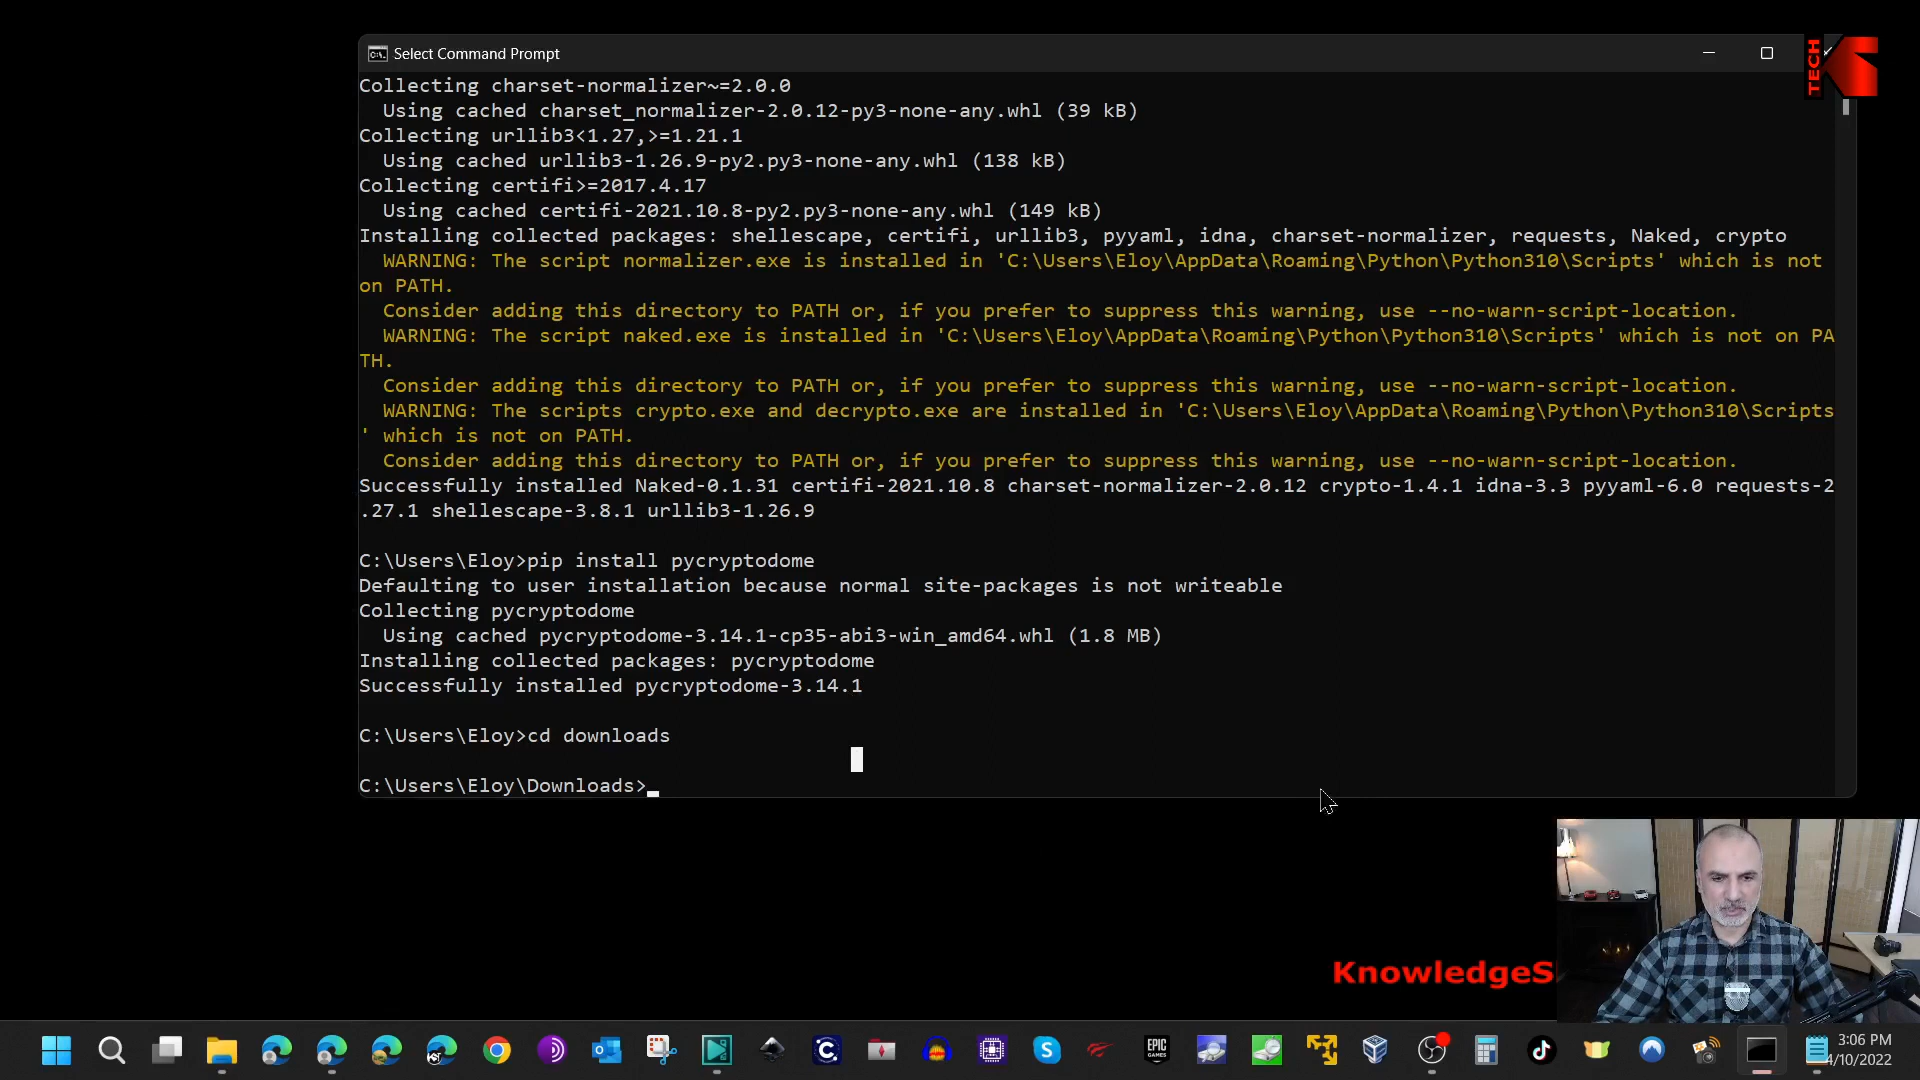 Select Command Prompt
TECH
Collecting charset-normalizer~=2.0.0
Using cached charset_normalizer-2.0.12-py3-none-any.whl (39 kB)
Collecting urllib3<1.27,>=1.21.1
Using cached urllib3-1.26.9-py2.py3-none-any.whl (138 kB)
Collecting certifi>=2017.4.17
Using cached certifi-2021.10.8-py2.py3-none-any.whl (149 kB)
Installing collected packages: shellescape, certifi, urllib3, pyyaml, idna, charset-normalizer, requests, Naked, crypto
WARNING: The script normalizer.exe is installed in 'C:\Users\Eloy\AppData\Roaming\Python\Python310\Scripts' which is not
on PATH.
Consider adding this directory to PATH or, if you prefer to suppress this warning, use --no-warn-script-location.
WARNING: The script naked.exe is installed in 'C:\Users\Eloy\AppData\Roaming\Python\Python310\Scripts' which is not on PA
TH.
Consider adding this directory to PATH or, if you prefer to suppress this warning, use --no-warn-script-location.
WARNING: The scripts crypto.exe and decrypto.exe are installed in 'C:\Users\Eloy\AppData\Roaming\Python\Python310\Scripts
' which is not on PATH.
Consider adding this directory to PATH or, if you prefer to suppress this warning, use --no-warn-script-location.
Successfully installed Naked-0.1.31 certifi-2021.10.8 charset-normalizer-2.0.12 crypto-1.4.1 idna-3.3 pyyaml-6.0 requests-2
.27.1 shellescape-3.8.1 urllib3-1.26.9
C:\Users\Eloy>pip install pycryptodome
Defaulting to user installation because normal site-packages is not writeable
Collecting pycryptodome
Using cached pycryptodome-3.14.1-cp35-abi3-win_amd64.whl (1.8 MB)
Installing collected packages: pycryptodome
Successfully installed pycryptodome-3.14.1
C:\Users\Eloy>cd downloads
C:\Users\Eloy\Downloads>
KnowledgeS
EPIC GAMES
3:06 PM
4/10/2022